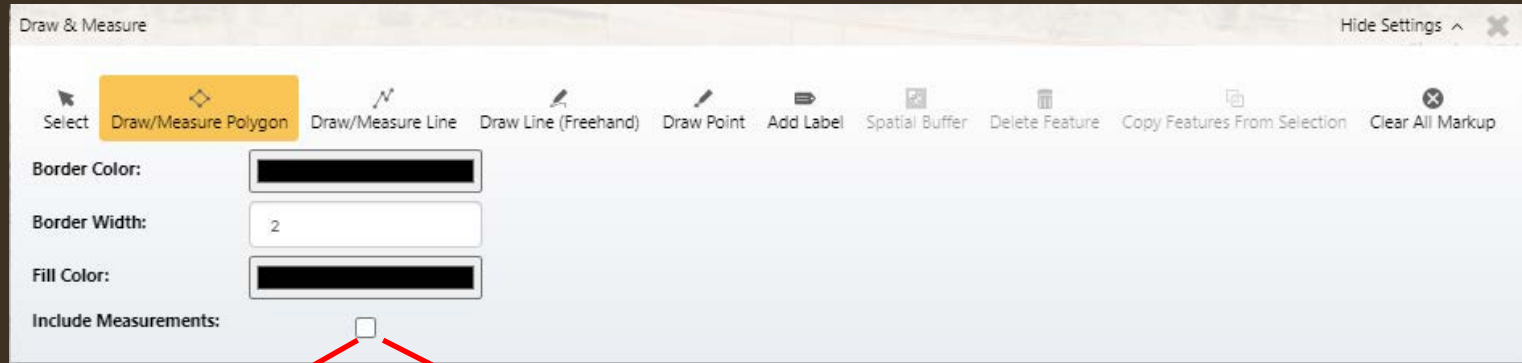 Draw & Measure Hide Settings
Select Draw/Measure Polygon Draw/Measure Line Draw Line (Freehand) Draw Point Add Label Spatial Buffer Delete Feature Copy Features From Selection Clear All Markup
Border Color:
Border Width: 2
Fill Color:
Include Measurements: